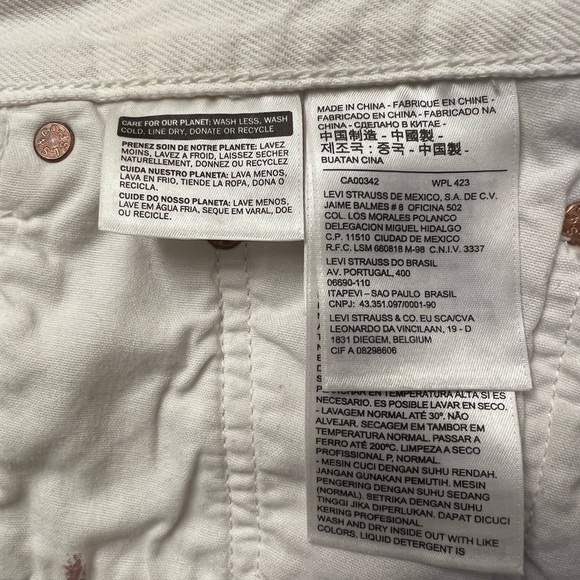 CARE FOR OUR PLANET: WASH LESS, WASH
COLD, LINE DRY, DONATE OR RECYCLE
PRENEZ SOIN DE NOTRE PLANETE: LAVEZ
MOINS, LAVEZ A FROID, LAISSEZ SECHER
NATURELLEMENT, DONNEZ OU RECYCLEZ
CUIDA NUESTRO PLANETA: LAVA MENOS,
LAVA EN FRIO, TIENDE LA ROPA, DONA O
RECICLA.
CUIDE DO NOSSO PLANETA: LAVE MENOS,
LAVE EM ÁGUA FRIA, SEQUE EM VARAL, DOE
OU RECICLE.
MADE IN CHINA - FABRIQUE EN CHINE -
FABRICADO EN CHINA - FABRICADO NA
CHINA - СДЕЛАНО В КИТАЕ -
中国制造 - 中國製 -
제조국: 중국 - 中国製 -
BUATAN CINA
CA00342 WPL 423
LEVI STRAUSS DE MEXICO, S.A. DE C.V.
JAIME BALMES # 8 OFICINA 502
COL. LOS MORALES POLANCO
DELEGACION MIGUEL HIDALGO
C.P. 11510 CIUDAD DE MEXICO
R.F.C. LSM 660818 M-98 C.N.I.V. 3337
LEVI STRAUSS DO BRASIL
AV. PORTUGAL, 400
06690-110
ITAPEVI – SAO PAULO BRASIL
CNPJ: 43.351.097/0001-90
LEVI STRAUSS & CO. EU SCA/CVA
LEONARDO DA VINCILAAN, 19 - D
1831 DIEGEM, BELGIUM
CIF A 08298606
PLANCHAR EN TEMPERATURA ALTA SI ES
NECESARIO. ES POSIBLE LAVAR EN SECO.
- LAVAGEM NORMAL ATÉ 30°. NÃO
ALVEJAR. SECAGEM EM TAMBOR EM
TEMPERATURA NORMAL. PASSAR A
FERRO ATÉ 200°C. LIMPEZA A SECO
PROFISSIONAL P, NORMAL.
- MESIN CUCI DENGAN SUHU RENDAH.
JANGAN GUNAKAN PEMUTIH. MESIN
PENGERING DENGAN SUHU SEDANG
(NORMAL). SETRIKA DENGAN SUHU
TINGGI JIKA DIPERLUKAN. DAPAT DICUCI
KERING PROFESIONAL.
WASH AND DRY INSIDE OUT WITH LIKE
COLORS. LIQUID DETERGENT IS